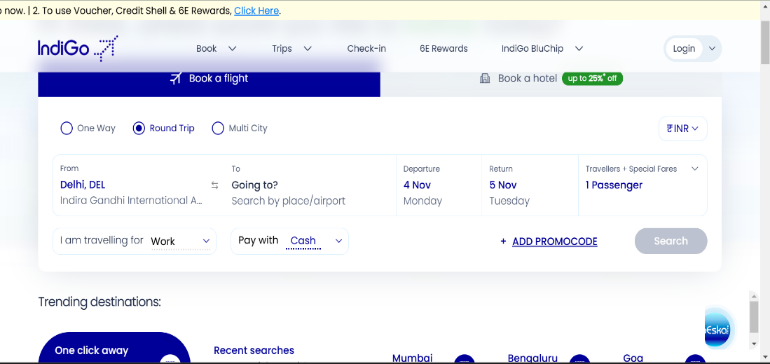 now. | 2. To use Voucher, Credit Shell & 6E Rewards, Click Here.
IndiGo
Book Trips Check-in 6E Rewards IndiGo BluChip Login
Book a flight Book a hotel up to 25%* off
One Way Round Trip Multi City ₹ INR
From To Departure Return Travellers + Special Fares
Delhi, DEL Going to? 4 Nov 5 Nov 1 Passenger
Indira Gandhi International A... Search by place/airport Monday Tuesday
I am travelling for Work Pay with Cash + ADD PROMOCODE Search
Trending destinations:
6Eskai
One click away Recent searches
Mumbai Bengaluru Goa